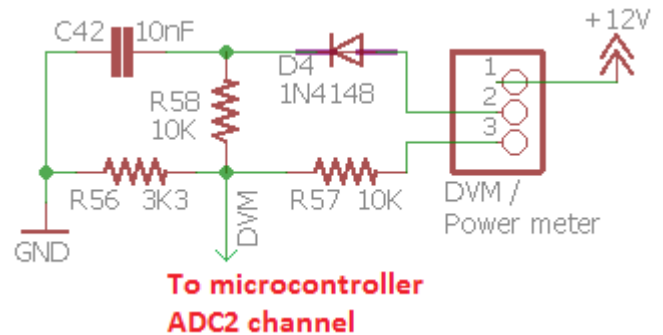 C42 10nF
+12V
D4
1N4148
R58
10K
1
2
3
R56 3K3
DVM
R57 10K
DVM /
Power meter
GND
To microcontroller
ADC2 channel